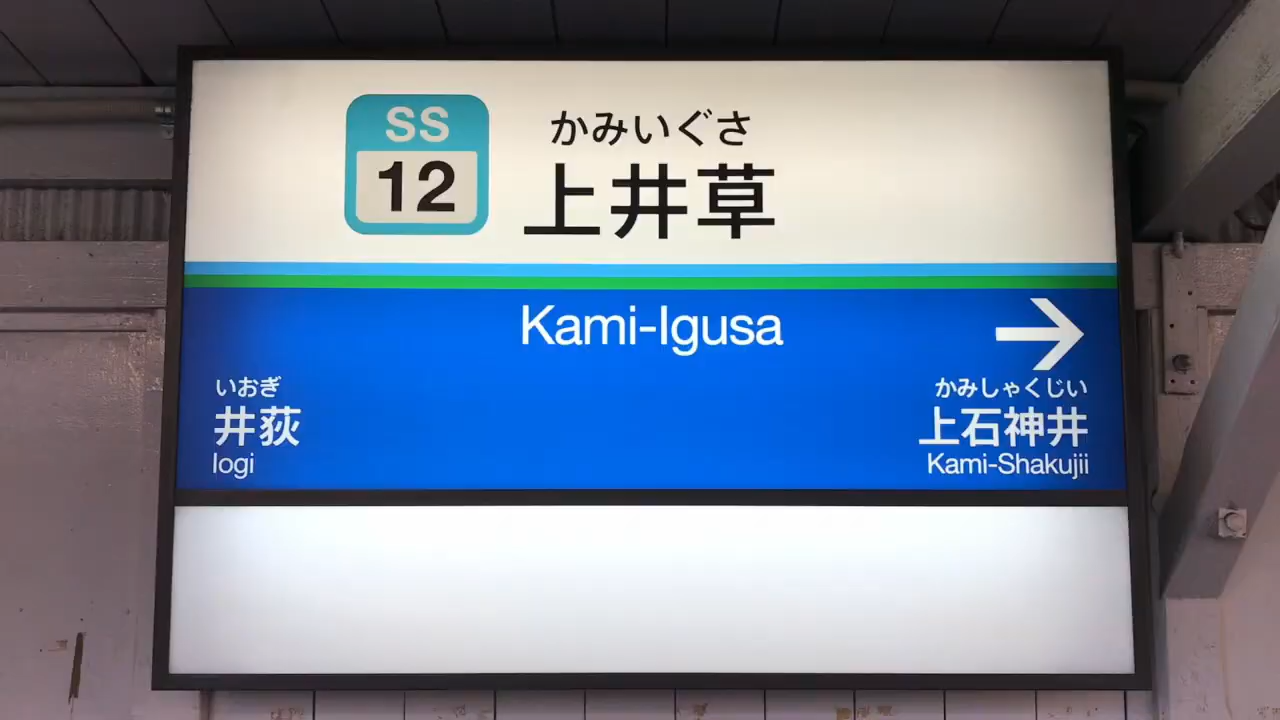 SS
12
かみいぐさ
上井草
Kami-Igusa
→
いおぎ
井荻
Iogi
かみしゃくじい
上石神井
Kami-Shakujii